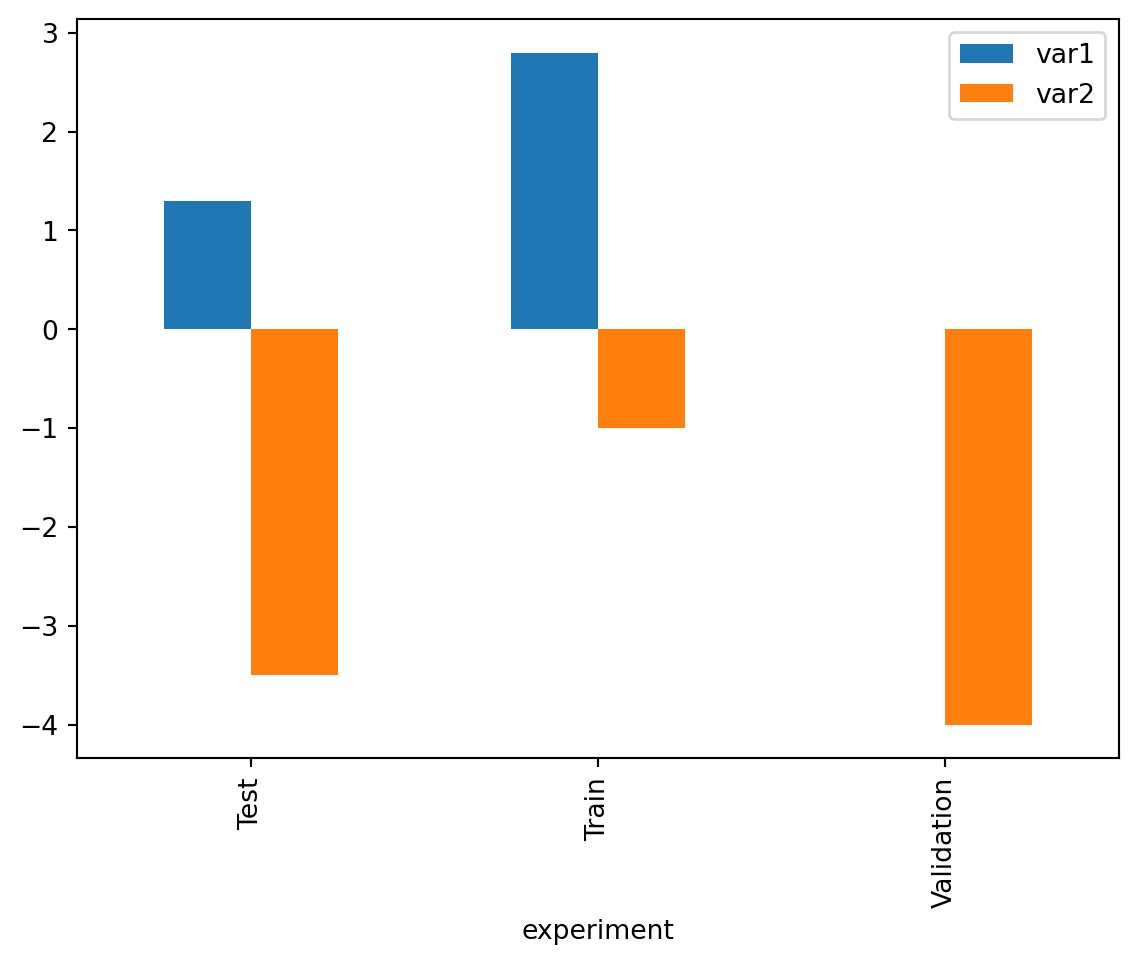 3
2
1
0
−1
−2
−3
−4
var1
var2
Test
Train
Validation
experiment